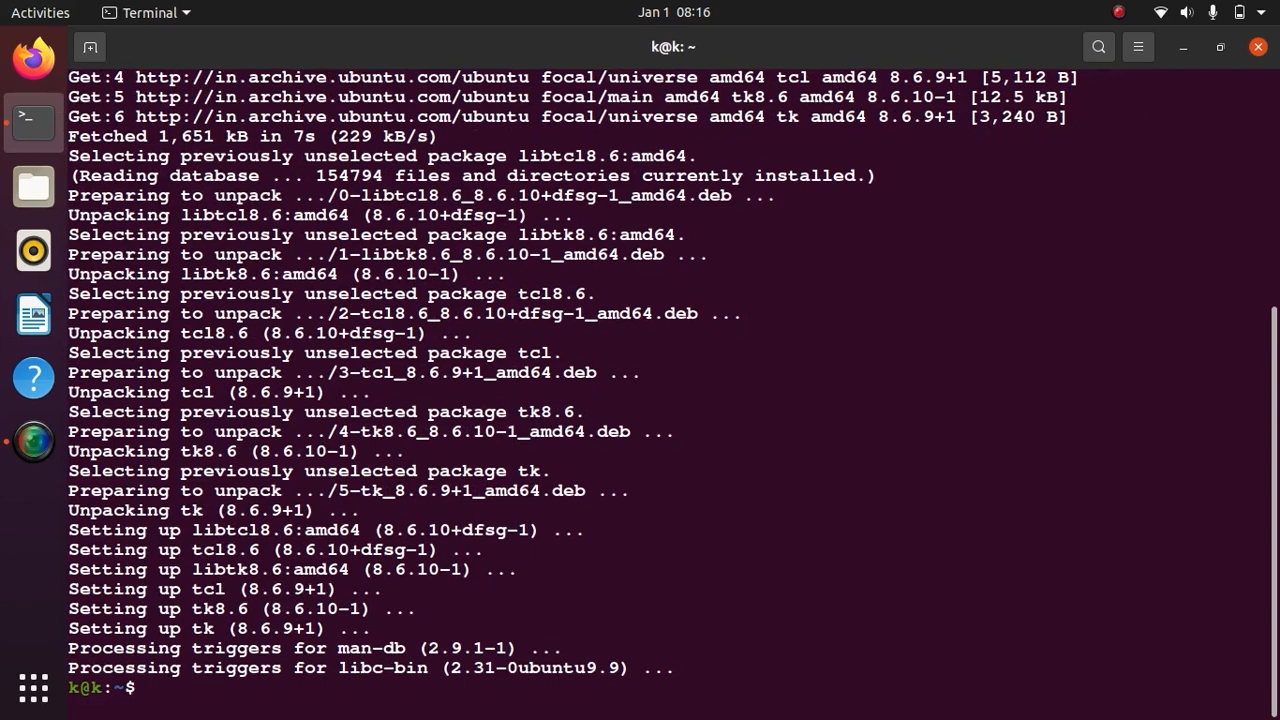 Activities
Terminal
Jan 1 08:16
k@k: ~
Get:4 http://in.archive.ubuntu.com/ubuntu focal/universe amd64 tcl amd64 8.6.9+1 [5,112 B]
Get:5 http://in.archive.ubuntu.com/ubuntu focal/main amd64 tk8.6 amd64 8.6.10-1 [12.5 kB]
Get:6 http://in.archive.ubuntu.com/ubuntu focal/universe amd64 tk amd64 8.6.9+1 [3,240 B]
Fetched 1,651 kB in 7s (229 kB/s)
Selecting previously unselected package libtcl8.6:amd64.
(Reading database ... 154794 files and directories currently installed.)
Preparing to unpack .../0-libtcl8.6_8.6.10+dfsg-1_amd64.deb ...
Unpacking libtcl8.6:amd64 (8.6.10+dfsg-1) ...
Selecting previously unselected package libtk8.6:amd64.
Preparing to unpack .../1-libtk8.6_8.6.10-1_amd64.deb ...
Unpacking libtk8.6:amd64 (8.6.10-1) ...
Selecting previously unselected package tcl8.6.
Preparing to unpack .../2-tcl8.6_8.6.10+dfsg-1_amd64.deb ...
Unpacking tcl8.6 (8.6.10+dfsg-1) ...
Selecting previously unselected package tcl.
Preparing to unpack .../3-tcl_8.6.9+1_amd64.deb ...
Unpacking tcl (8.6.9+1) ...
Selecting previously unselected package tk8.6.
Preparing to unpack .../4-tk8.6_8.6.10-1_amd64.deb ...
Unpacking tk8.6 (8.6.10-1) ...
Selecting previously unselected package tk.
Preparing to unpack .../5-tk_8.6.9+1_amd64.deb ...
Unpacking tk (8.6.9+1) ...
Setting up libtcl8.6:amd64 (8.6.10+dfsg-1) ...
Setting up tcl8.6 (8.6.10+dfsg-1) ...
Setting up libtk8.6:amd64 (8.6.10-1) ...
Setting up tcl (8.6.9+1) ...
Setting up tk8.6 (8.6.10-1) ...
Setting up tk (8.6.9+1) ...
Processing triggers for man-db (2.9.1-1) ...
Processing triggers for libc-bin (2.31-0ubuntu9.9) ...
k@k:~$